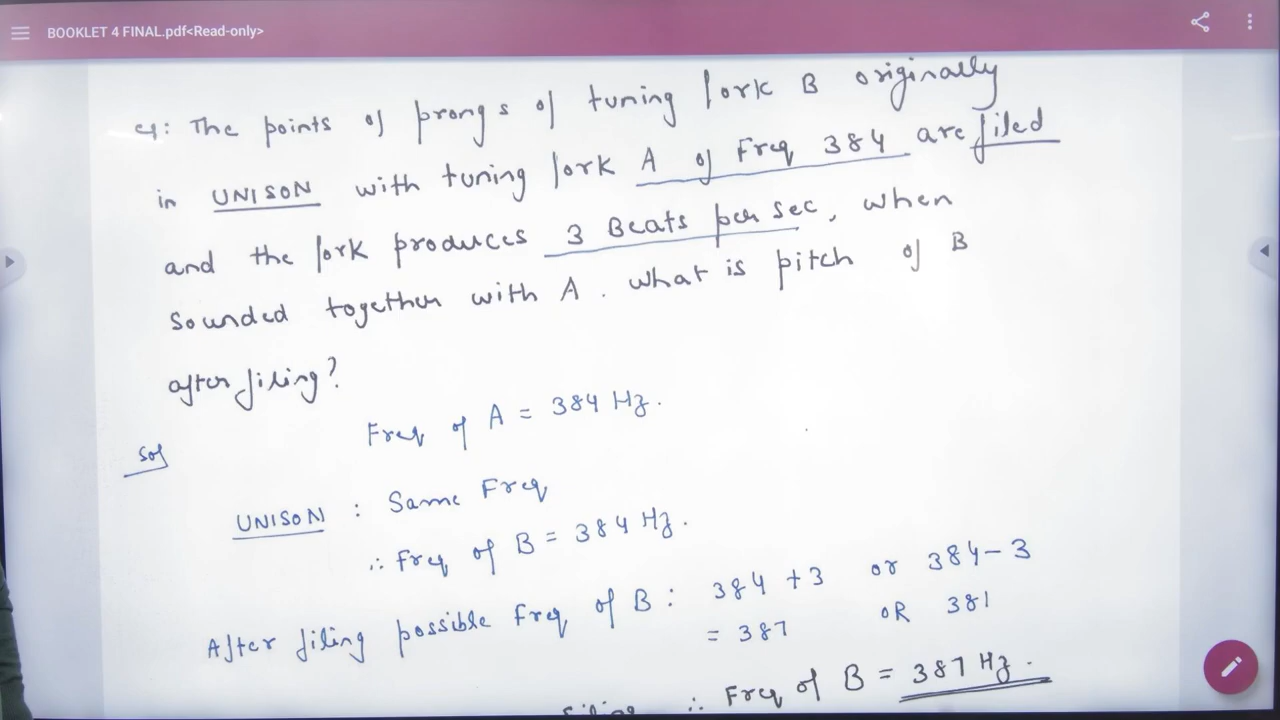 BOOKLET 4 FINAL.pdf<Read-only>
eg: The points of prongs of tuning fork B originally
in UNISON with tuning fork A of Freq 384 are filed
and the fork produces 3 Beats per sec, when
sounded together with A. what is pitch of B
after filing?
Sol
Freq of A = 384 Hz.
UNISON : Same Freq
∴ Freq of B = 384 Hz.
After filing possible Freq of B : 384 + 3 or 384 - 3
= 387 OR 381
filing ∴ Freq of B = 387 Hz.